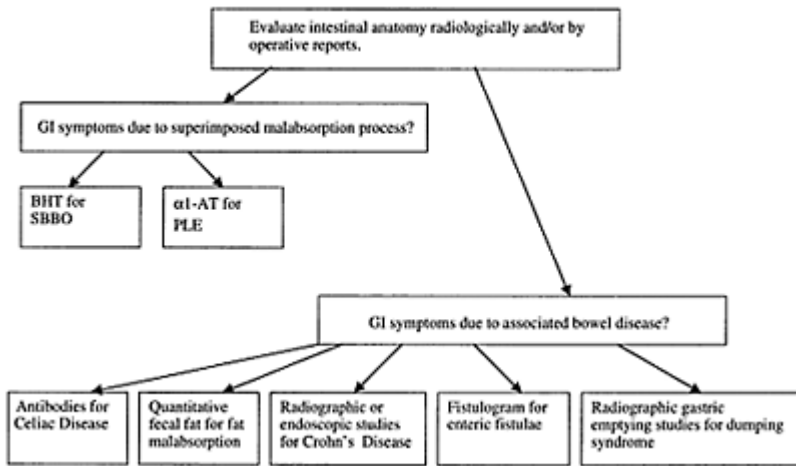 Evaluate intestinal anatomy radiologically and/or by
operative reports.
GI symptoms due to superimposed malabsorption process?
BHT for
SBBO
α1-AT for
PLE
GI symptoms due to associated bowel disease?
Antibodies for
Celiac Disease
Quantitative
fecal fat for fat
malabsorption
Radiographic or
endoscopic studies
for Crohn's Disease
Fistulogram for
enteric fistulae
Radiographic gastric
emptying studies for dumping
syndrome